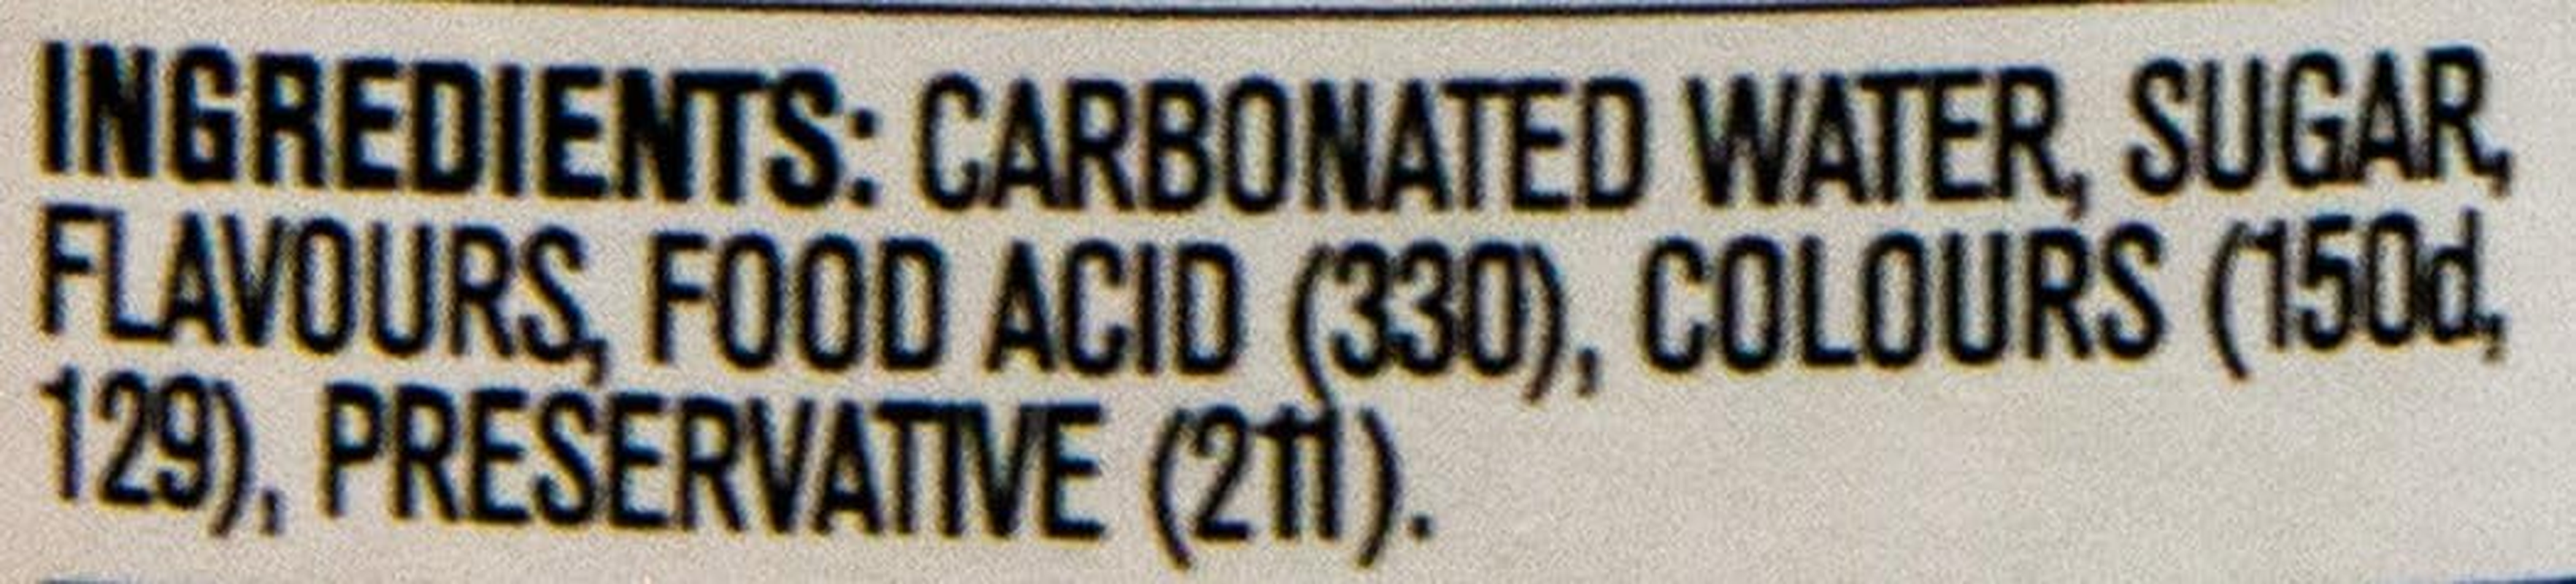 INGREDIENTS: CARBONATED WATER, SUGAR,
FLAVOURS, FOOD ACID (330), COLOURS (150d,
129), PRESERVATIVE (211).